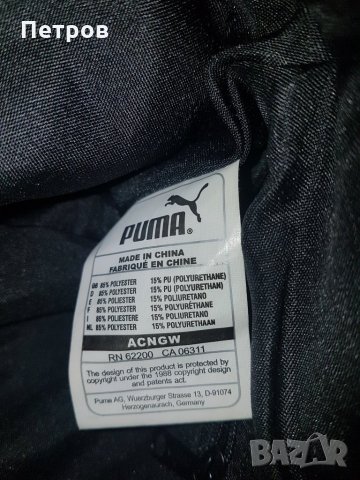 Петров
PUMA
MADE IN CHINA
FABRIQUÉ EN CHINE
GB 85% POLYESTER 15% PU (POLYURETHANE)
D 85% POLYESTER 15% PU (POLYURETHAN)
E 85% POLYESTER 15% POLIURETANO
F 85% POLYESTER 15% POLYURÉTHANE
I 85% POLIESTERE 15% POLIURETANO
NL 85% POLYESTER 15% POLYURETHAAN
ACNGW
RN 62200 CA 06311
The design of this product is protected by
copyright under the 1988 copyright design
and patents act.
Puma AG, Wuerzburger Strasse 13, D-91074
Herzogenaurach, Germany
BAZAR